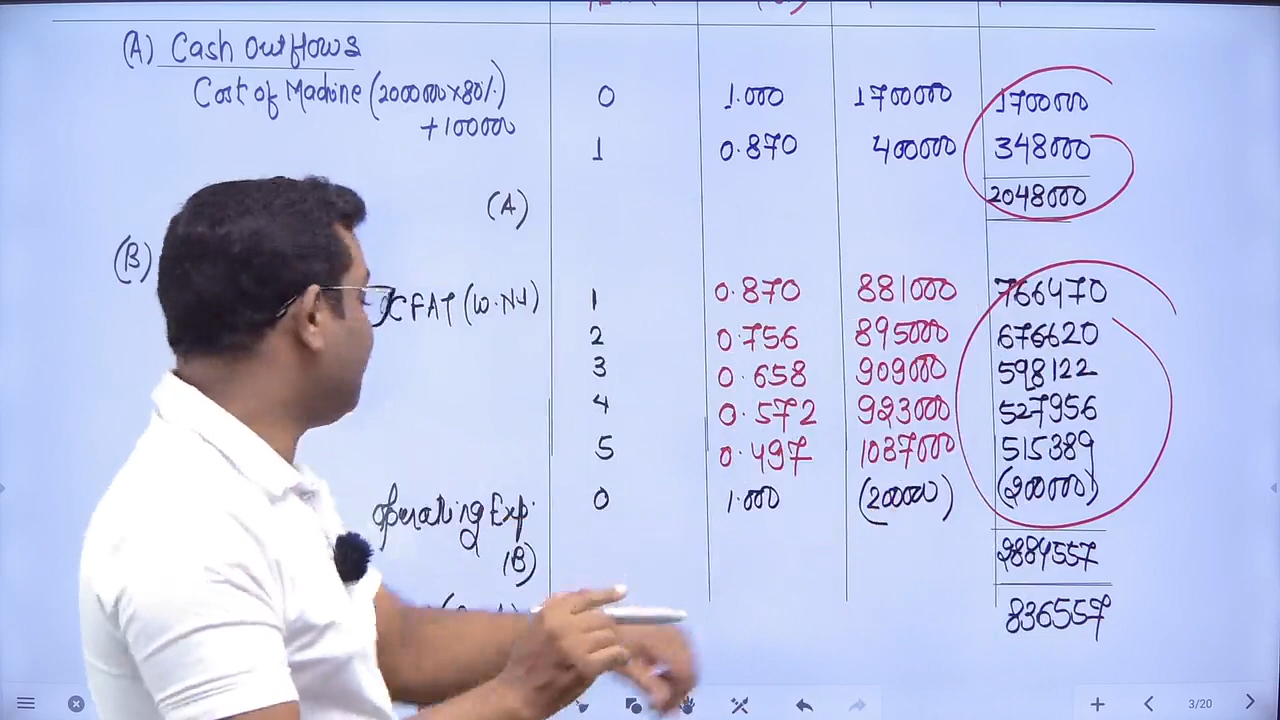 (A) Cash Outflows
Cost of Machine (2000000×80%) 0 1.000 1700000 1700000
+100000
1 0.870 400000 348000
(A) 2048000
(B)
CFAT (W.N4) 1 0.870 881000 766470
2 0.756 895000 676620
3 0.658 909000 598122
4 0.572 923000 527956
5 0.497 1037000 515389
Operating Exp. 0 1.000 (200000) (200000)
(B) 2884557
836557
3/20